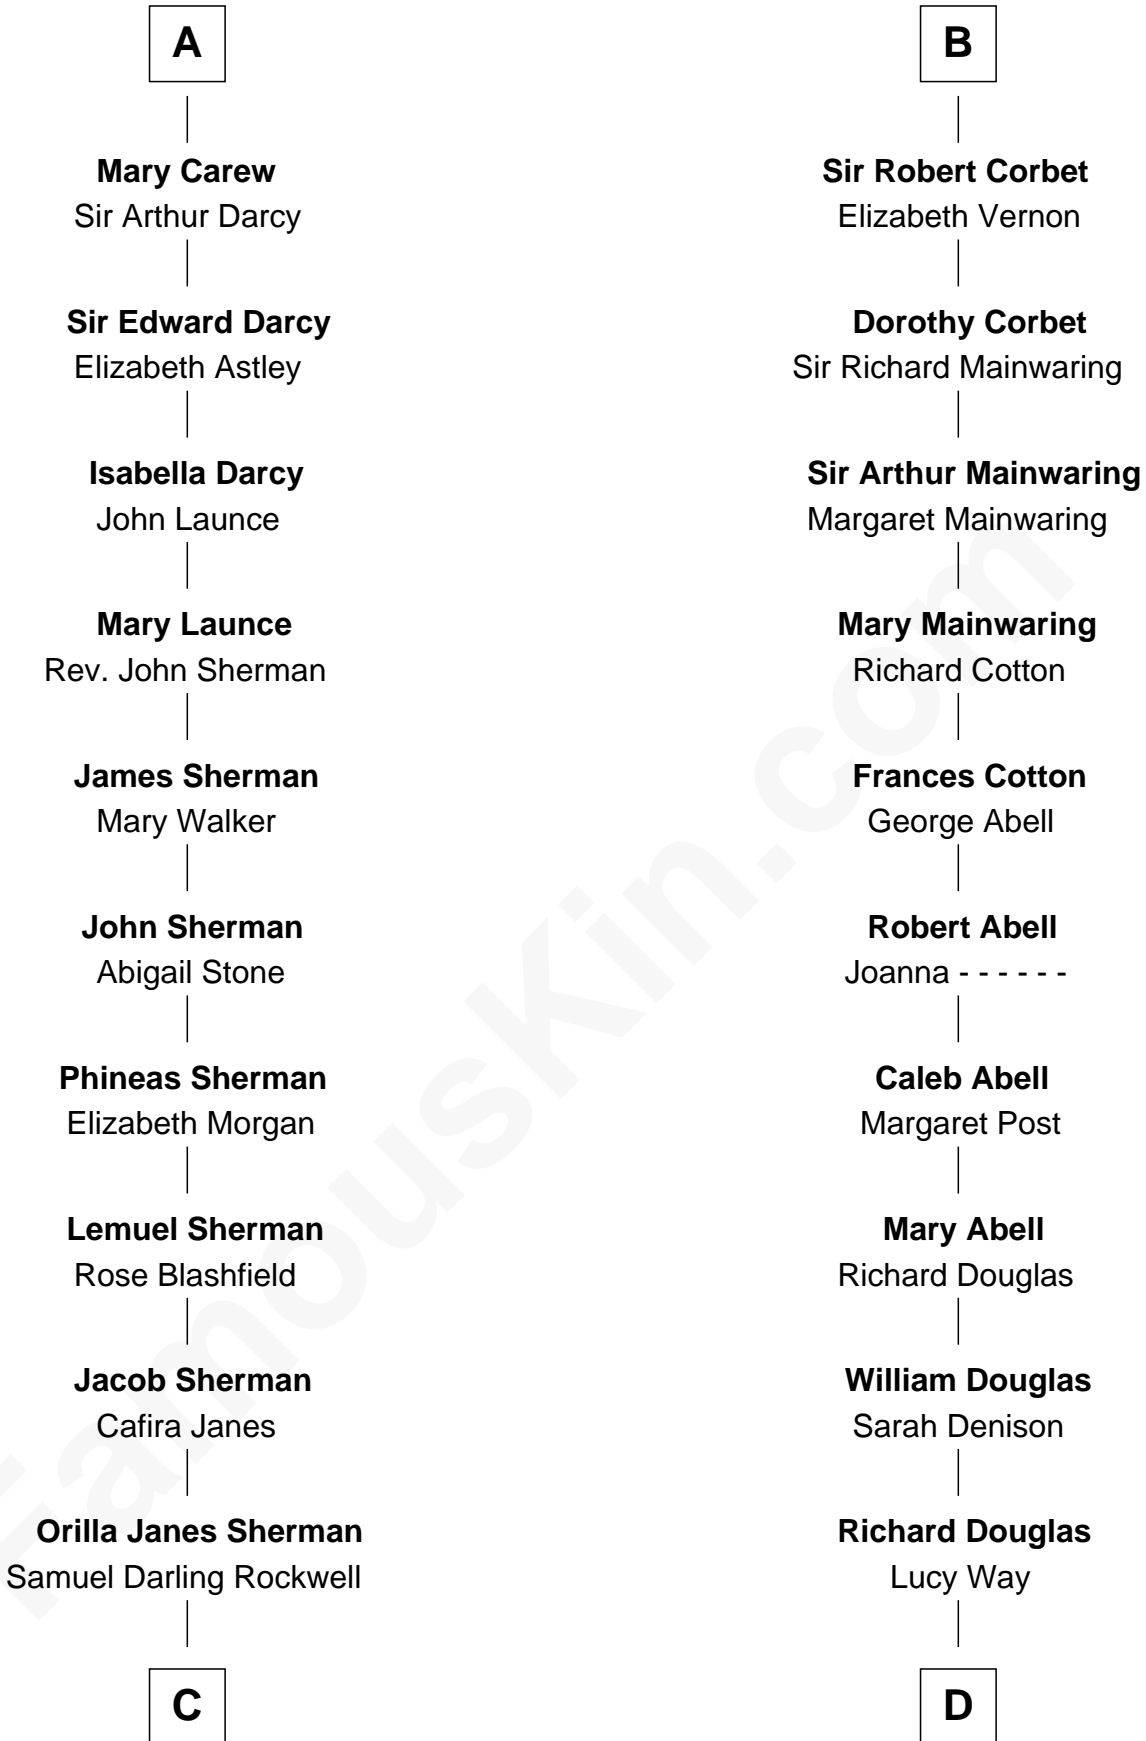 A
B
Mary Carew
Sir Arthur Darcy
Sir Robert Corbet
Elizabeth Vernon
Sir Edward Darcy
Elizabeth Astley
Dorothy Corbet
Sir Richard Mainwaring
Isabella Darcy
John Launce
Sir Arthur Mainwaring
Margaret Mainwaring
Mary Launce
Rev. John Sherman
Mary Mainwaring
Richard Cotton
James Sherman
Mary Walker
Frances Cotton
George Abell
John Sherman
Abigail Stone
Robert Abell
Joanna - - - - - -
Phineas Sherman
Elizabeth Morgan
Caleb Abell
Margaret Post
Lemuel Sherman
Rose Blashfield
Mary Abell
Richard Douglas
Jacob Sherman
Cafira Janes
William Douglas
Sarah Denison
Orilla Janes Sherman
Samuel Darling Rockwell
Richard Douglas
Lucy Way
C
D
FamousKin.com